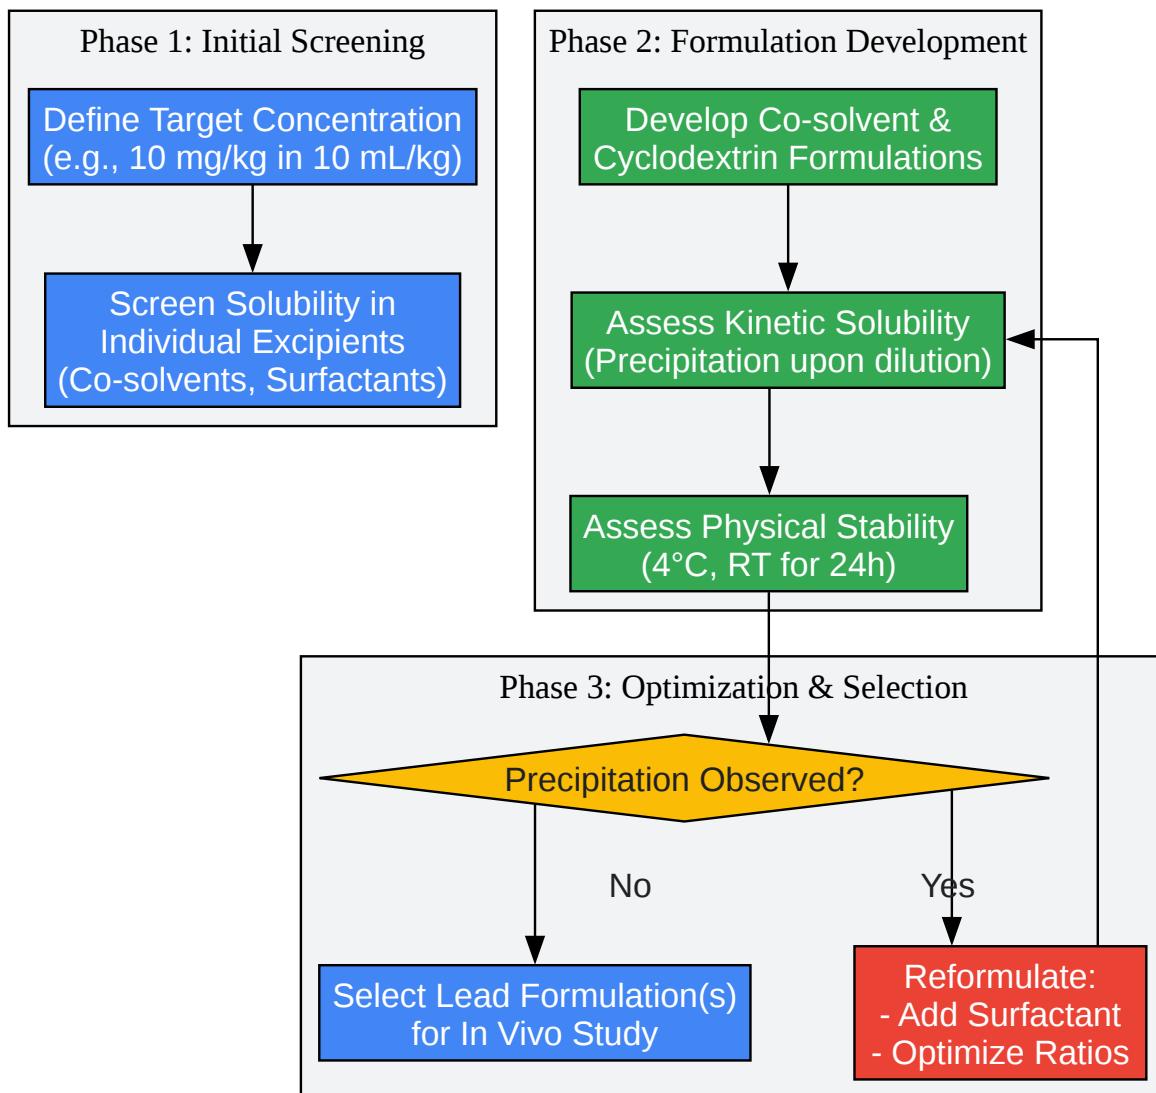 Phase 1: Initial Screening
Define Target Concentration
(e.g., 10 mg/kg in 10 mL/kg)
Screen Solubility in
Individual Excipients
(Co-solvents, Surfactants)
Phase 2: Formulation Development
Develop Co-solvent &
Cyclodextrin Formulations
Assess Kinetic Solubility
(Precipitation upon dilution)
Assess Physical Stability
(4°C, RT for 24h)
Phase 3: Optimization & Selection
Precipitation Observed?
No
Yes
Select Lead Formulation(s)
for In Vivo Study
Reformulate:
- Add Surfactant
- Optimize Ratios